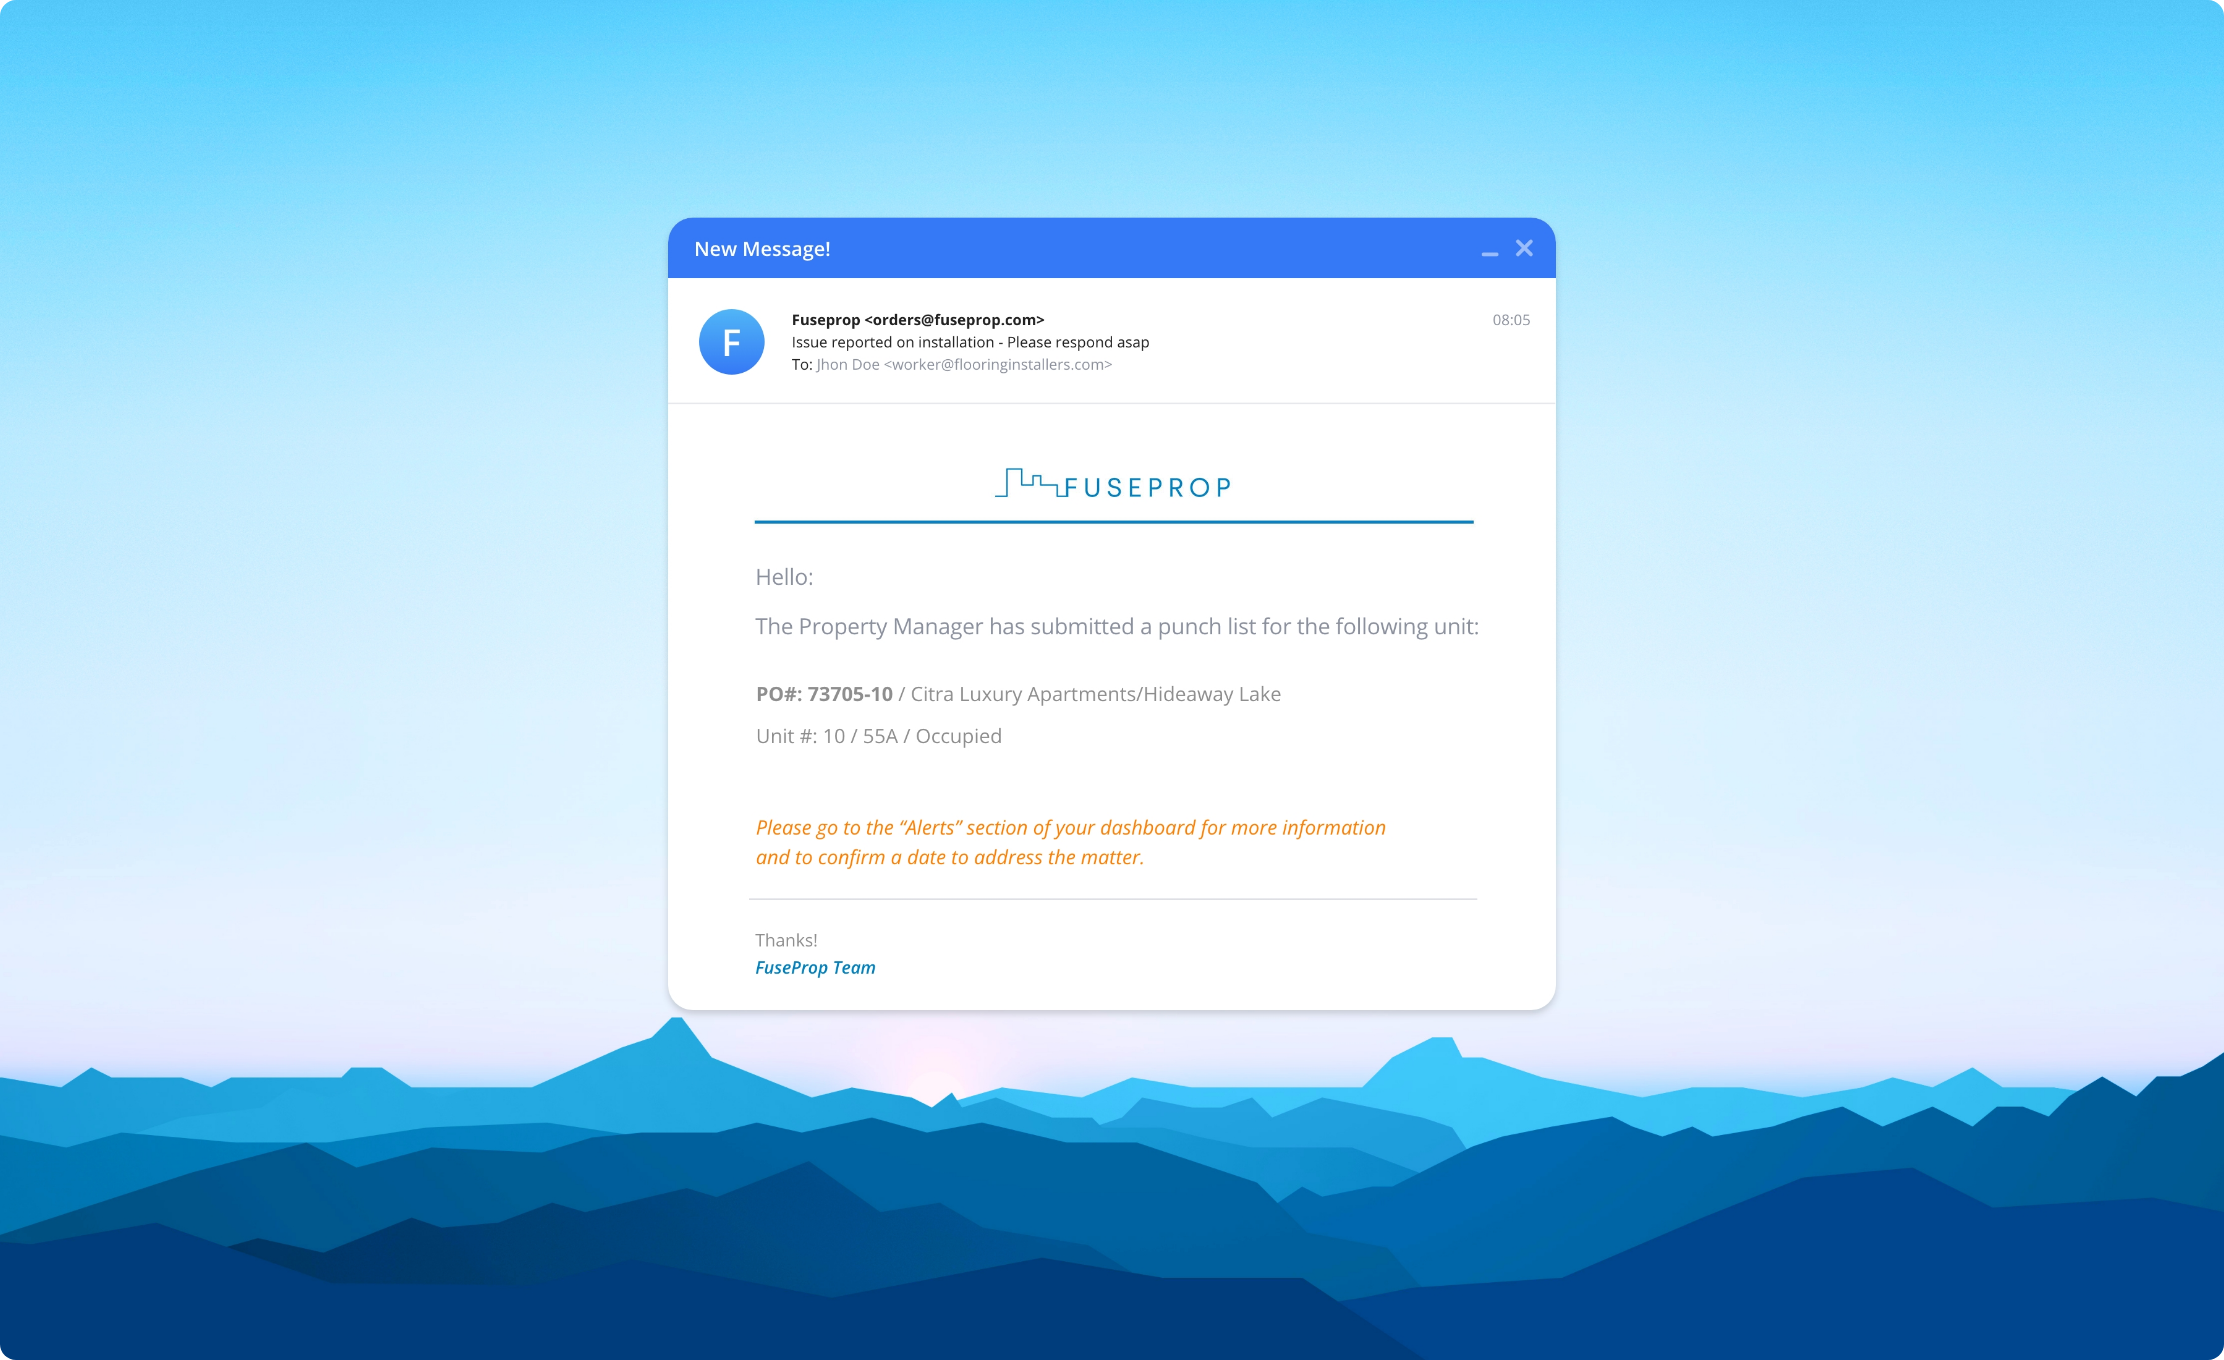 New Message!
F
Fuseprop <orders@fuseprop.com>
08:05
Issue reported on installation - Please respond asap
To: Jhon Doe <worker@flooringinstallers.com>
FUSEPROP
Hello:
The Property Manager has submitted a punch list for the following unit:
PO#: 73705-10 / Citra Luxury Apartments/Hideaway Lake
Unit #: 10 / 55A / Occupied
Please go to the “Alerts” section of your dashboard for more information
and to confirm a date to address the matter.
Thanks!
FuseProp Team